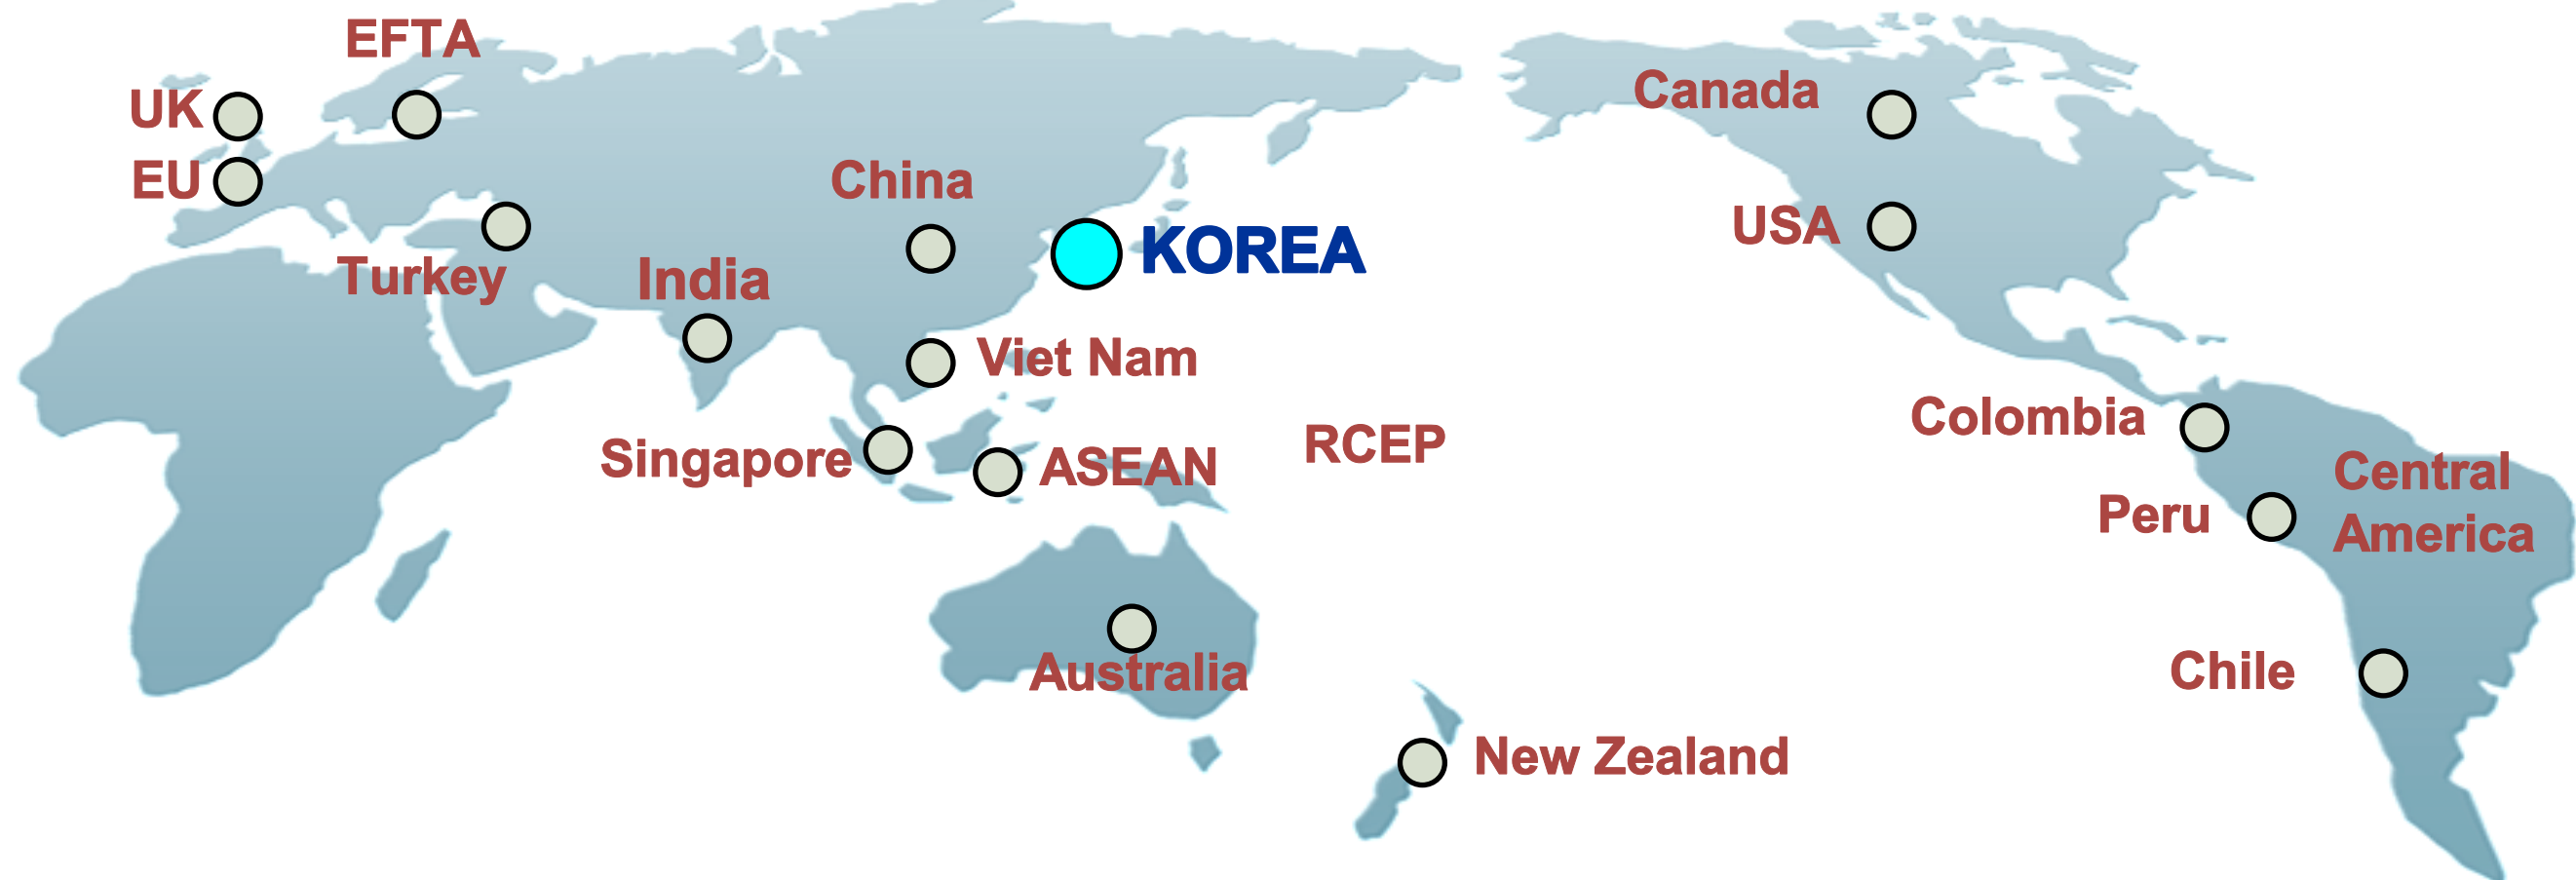 EFTA
UK
Canada
EU
China
USA
KOREA
Turkey
India
Viet Nam
Colombia
RCEP
Singapore
ASEAN
Central
America
Peru
Australia
Chile
New Zealand